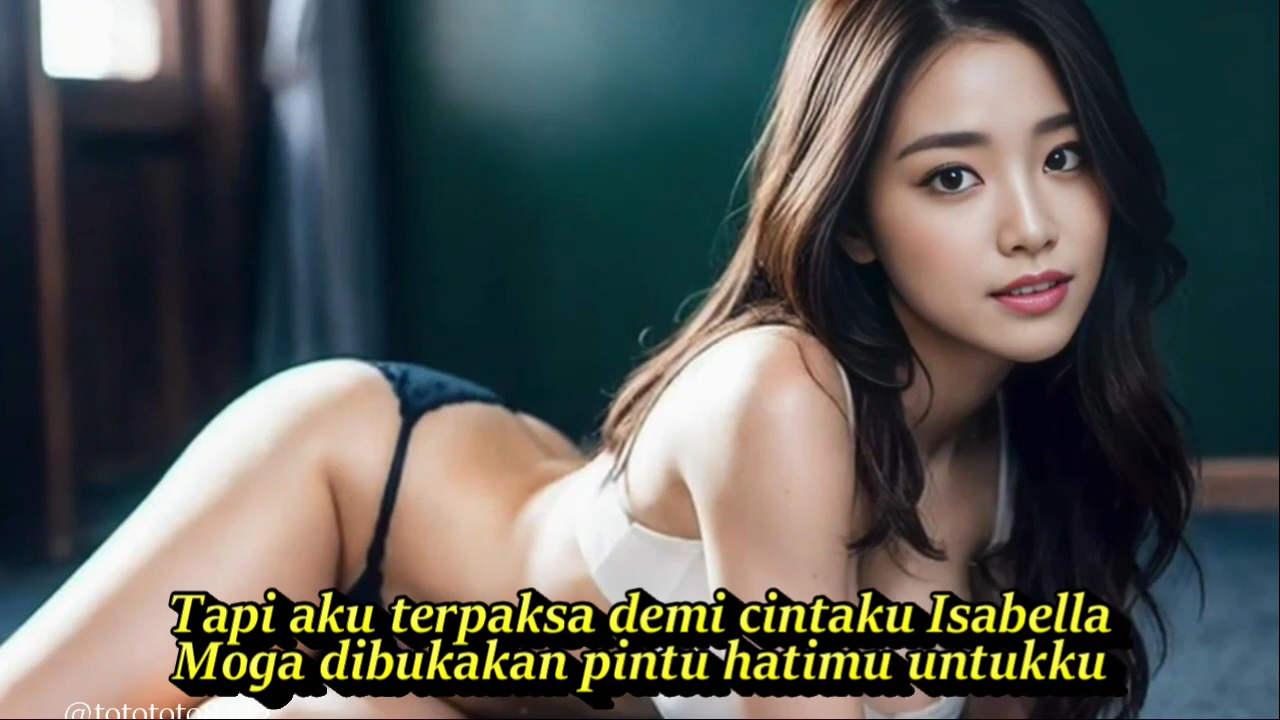 Tapi aku terpaksa demi cintaku Isabella
Moga dibukakan pintu hatimu untukku